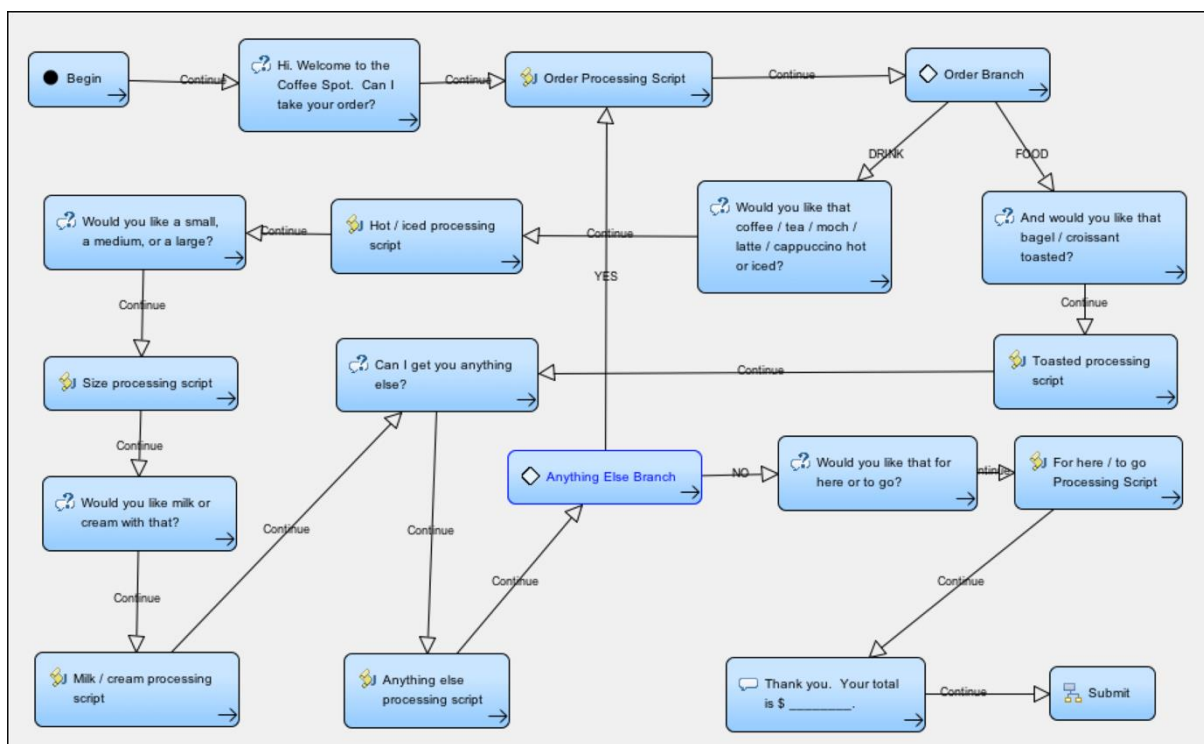 Begin
Continue
Hi. Welcome to the
Coffee Spot. Can I
take your order?
Continue
Order Processing Script
Continue
Order Branch
DRINK
FOOD
Would you like that
coffee / tea / moch /
latte / cappuccino hot
or iced?
And would you like that
bagel / croissant
toasted?
Continue
Hot / iced processing
script
Continue
Would you like a small,
a medium, or a large?
Continue
YES
Continue
Size processing script
Continue
Can I get you anything
else?
Continue
Toasted processing
script
Would you like milk or
cream with that?
Continue
Continue
Continue
Anything Else Branch
NO
Would you like that for
here or to go?
ntinue
For here / to go
Processing Script
Continue
Continue
Milk / cream processing
script
Anything else
processing script
Thank you. Your total
is $ ________.
Continue
Submit